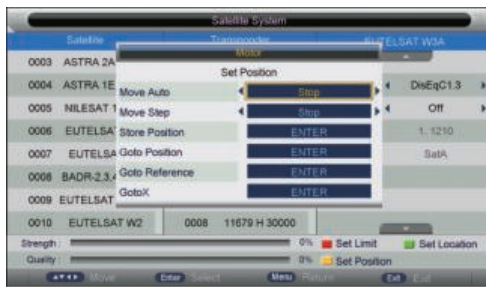 Satellite System
Satellite Transponder EUTELSAT W3A
Motor
Set Position
0003 ASTRA 2A
0004 ASTRA 1E Move Auto Stop DisEqC1.3
0005 NILESAT 1 Move Step Stop Off
0006 EUTELSA Store Position ENTER 1. 1210
0007 EUTELSA Goto Position ENTER SatA
0008 BADR-2,3,4 Goto Reference ENTER
0009 EUTELSAT GotoX ENTER
0010 EUTELSAT W2 0008 11679 H 30000
Strength: 0% Set Limit Set Location
Quality: 0% Set Position
Move Enter Select Menu Return Exit Exit